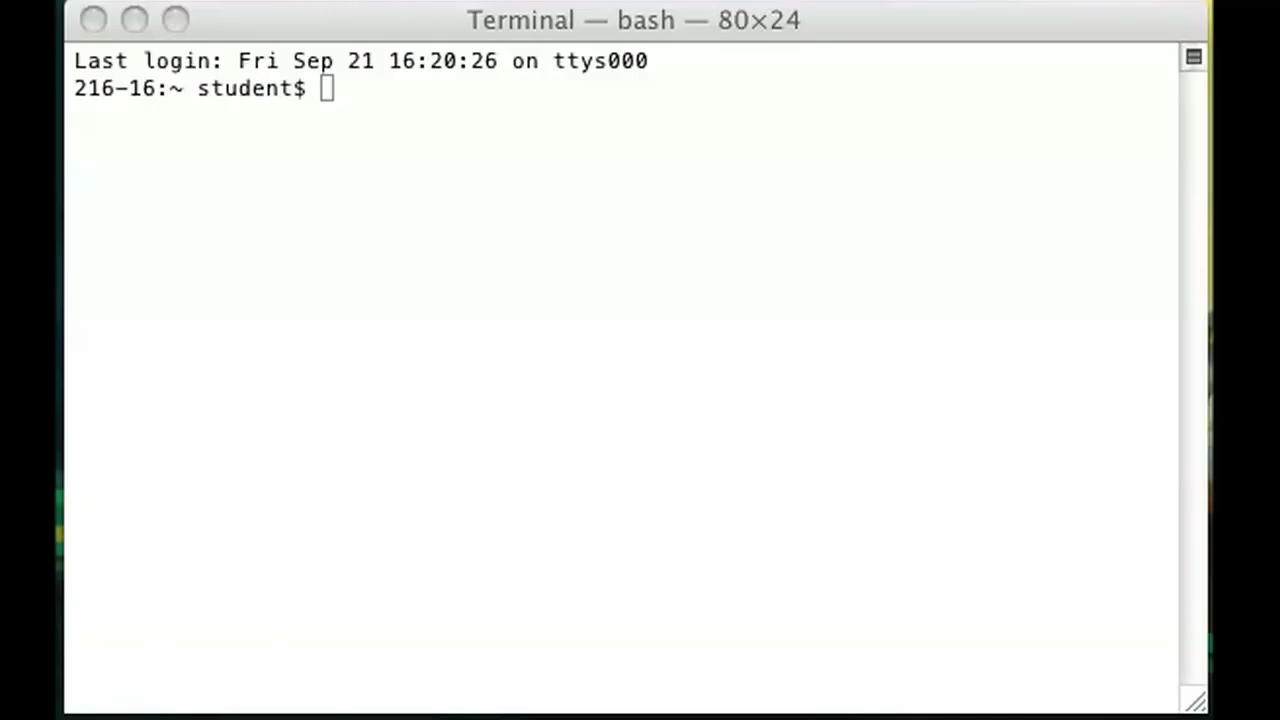 Terminal — bash — 80×24
Last login: Fri Sep 21 16:20:26 on ttys000
216-16:~ student$